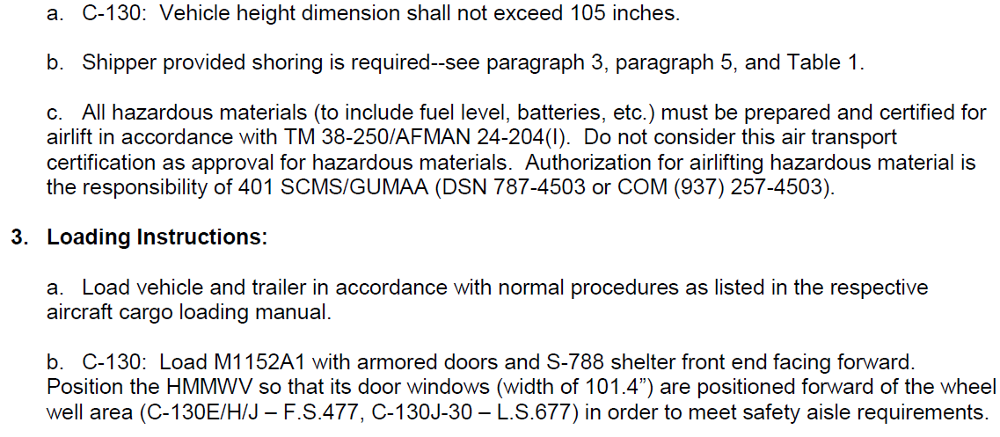 a. C-130: Vehicle height dimension shall not exceed 105 inches.
b. Shipper provided shoring is required--see paragraph 3, paragraph 5, and Table 1.
c. All hazardous materials (to include fuel level, batteries, etc.) must be prepared and certified for
airlift in accordance with TM 38-250/AFMAN 24-204(I). Do not consider this air transport
certification as approval for hazardous materials. Authorization for airlifting hazardous material is
the responsibility of 401 SCMS/GUMAA (DSN 787-4503 or COM (937) 257-4503).
3. Loading Instructions:
a. Load vehicle and trailer in accordance with normal procedures as listed in the respective
aircraft cargo loading manual.
b. C-130: Load M1152A1 with armored doors and S-788 shelter front end facing forward.
Position the HMMWV so that its door windows (width of 101.4”) are positioned forward of the wheel
well area (C-130E/H/J – F.S.477, C-130J-30 – L.S.677) in order to meet safety aisle requirements.